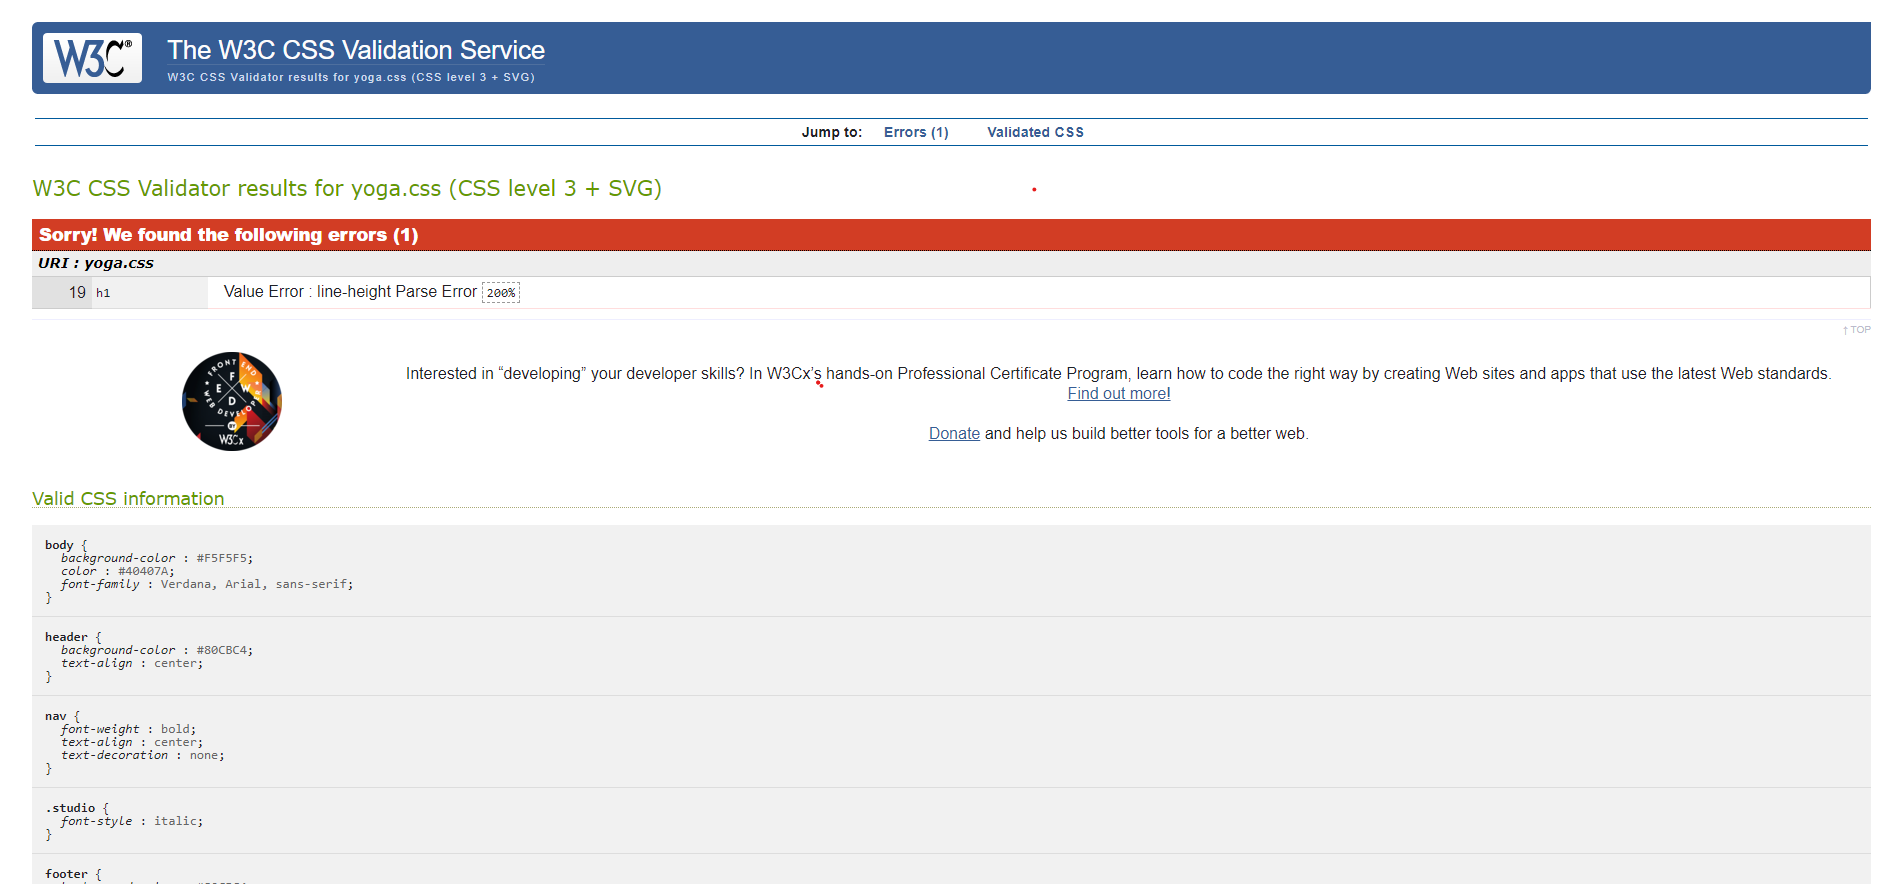 W3C®
The W3C CSS Validation Service
W3C CSS Validator results for yoga.css (CSS level 3 + SVG)
Jump to: Errors (1) Validated CSS
W3C CSS Validator results for yoga.css (CSS level 3 + SVG)
Sorry! We found the following errors (1)
URI : yoga.css
19 h1 Value Error : line-height Parse Error 200%
↑ TOP
FRONT END
WEB DEVELOPER
F
E W
D
BY
W3Cx
Interested in “developing” your developer skills? In W3Cx’s hands-on Professional Certificate Program, learn how to code the right way by creating Web sites and apps that use the latest Web standards.
Find out more!
Donate and help us build better tools for a better web.
Valid CSS information
body {
background-color : #F5F5F5;
color : #40407A;
font-family : Verdana, Arial, sans-serif;
}
header {
background-color : #80CBC4;
text-align : center;
}
nav {
font-weight : bold;
text-align : center;
text-decoration : none;
}
.studio {
font-style : italic;
}
footer {